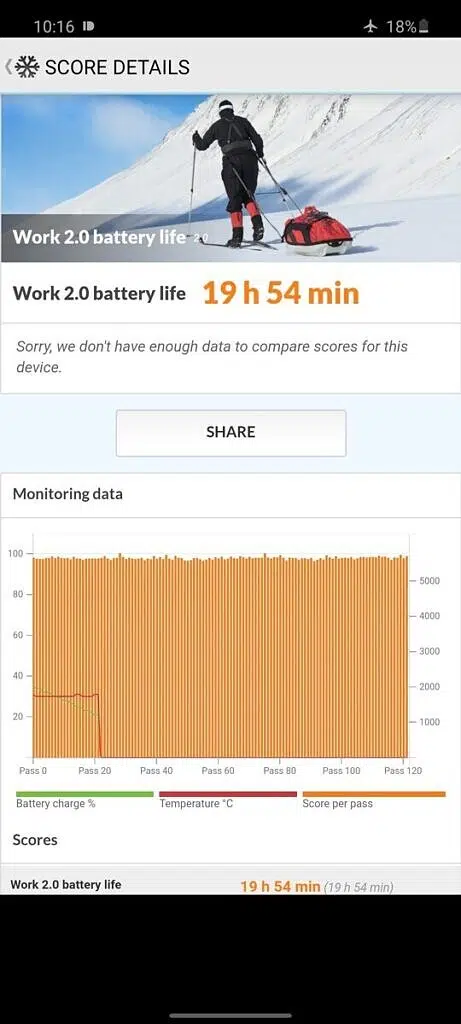 10:16
18%
SCORE DETAILS
Work 2.0 battery life 2.0
Work 2.0 battery life 19 h 54 min
Sorry, we don't have enough data to compare scores for this
device.
SHARE
Monitoring data
100
80
60
40
20
5000
4000
3000
2000
1000
Pass 0 Pass 20 Pass 40 Pass 60 Pass 80 Pass 100 Pass 120
Battery charge % Temperature °C Score per pass
Scores
Work 2.0 battery life 19 h 54 min (19 h 54 min)